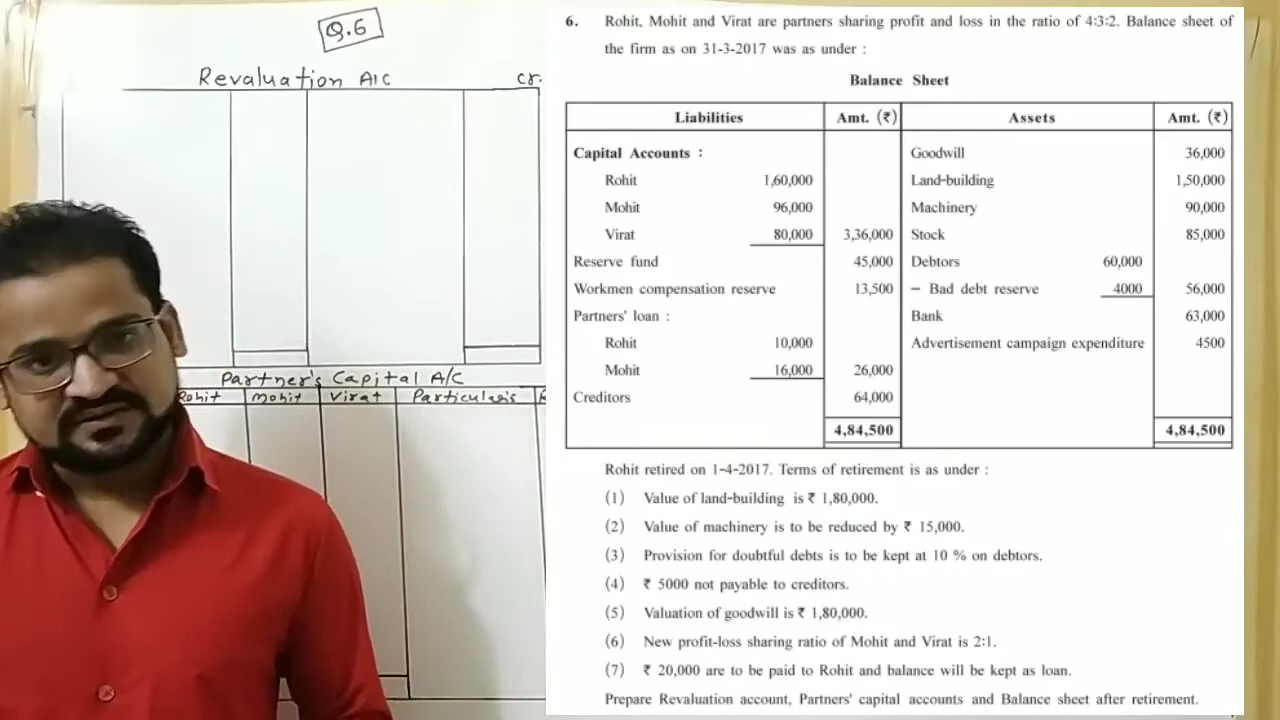 Q.6
Revaluation A/C cr.
Partner's Capital A/C
Rohit mohit Virat Particulars
6. Rohit, Mohit and Virat are partners sharing profit and loss in the ratio of 4:3:2. Balance sheet of
the firm as on 31-3-2017 was as under :
Balance Sheet
Liabilities Amt. (₹) Assets Amt. (₹)
Capital Accounts : Goodwill 36,000
Rohit 1,60,000 Land-building 1,50,000
Mohit 96,000 Machinery 90,000
Virat 80,000 3,36,000 Stock 85,000
Reserve fund 45,000 Debtors 60,000
Workmen compensation reserve 13,500 – Bad debt reserve 4000 56,000
Partners' loan : Bank 63,000
Rohit 10,000 Advertisement campaign expenditure 4500
Mohit 16,000 26,000
Creditors 64,000
4,84,500 4,84,500
Rohit retired on 1-4-2017. Terms of retirement is as under :
(1) Value of land-building is ₹ 1,80,000.
(2) Value of machinery is to be reduced by ₹ 15,000.
(3) Provision for doubtful debts is to be kept at 10 % on debtors.
(4) ₹ 5000 not payable to creditors.
(5) Valuation of goodwill is ₹ 1,80,000.
(6) New profit-loss sharing ratio of Mohit and Virat is 2:1.
(7) ₹ 20,000 are to be paid to Rohit and balance will be kept as loan.
Prepare Revaluation account, Partners' capital accounts and Balance sheet after retirement.